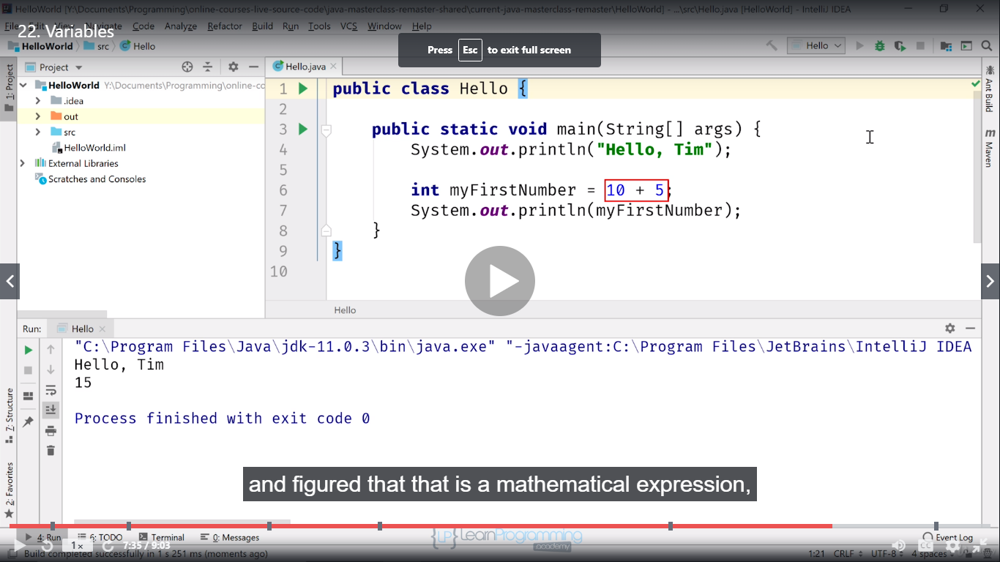 HelloWorld [Y:\Documents\Programming\online-courses-live-source-code\java-masterclass-remaster-shared\current-java-masterclass-remaster\HelloWorld] - ...\src\Hello.java [HelloWorld] - IntelliJ IDEA
File Edit View Navigate Code Analyze Refactor Build Run Tools VCS Window Help
22. Variables
HelloWorld src Hello
Press Esc to exit full screen
Hello
1: Project
Project
Hello.java
HelloWorld Y:\Documents\Programming\online-co
.idea
out
src
HelloWorld.iml
External Libraries
Scratches and Consoles
1 public class Hello {
2
3 public static void main(String[] args) {
4 System.out.println("Hello, Tim");
5
6 int myFirstNumber = 10 + 5;
7 System.out.println(myFirstNumber);
8 }
9 }
10
Hello
Ant Build
m Maven
Run: Hello
"C:\Program Files\Java\jdk-11.0.3\bin\java.exe" "-javaagent:C:\Program Files\JetBrains\IntelliJ IDEA
Hello, Tim
15
Process finished with exit code 0
7: Structure
2: Favorites
and figured that that is a mathematical expression,
4: Run 6: TODO Terminal 0: Messages
{LP} LearnProgramming
academy
Event Log
1x 7:35 / 9:03
CC
Build completed successfully in 1 s 251 ms (moments ago)
1:21 CRLF UTF-8 4 spaces